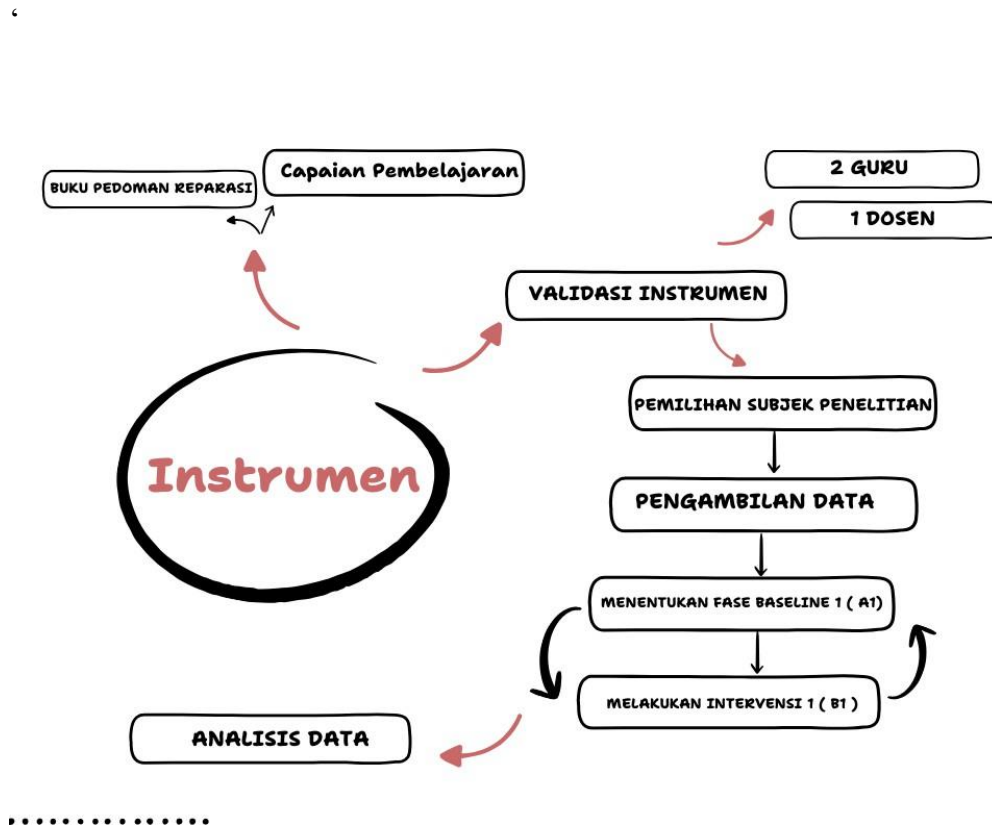 ‘
Capaian Pembelajaran
BUKU PEDOMAN REPARASI
2 GURU
1 DOSEN
VALIDASI INSTRUMEN
PEMILIHAN SUBJEK PENELITIAN
Instrumen
PENGAMBILAN DATA
MENENTUKAN FASE BASELINE 1 ( A1)
MELAKUKAN INTERVENSI 1 ( B1 )
ANALISIS DATA
...............